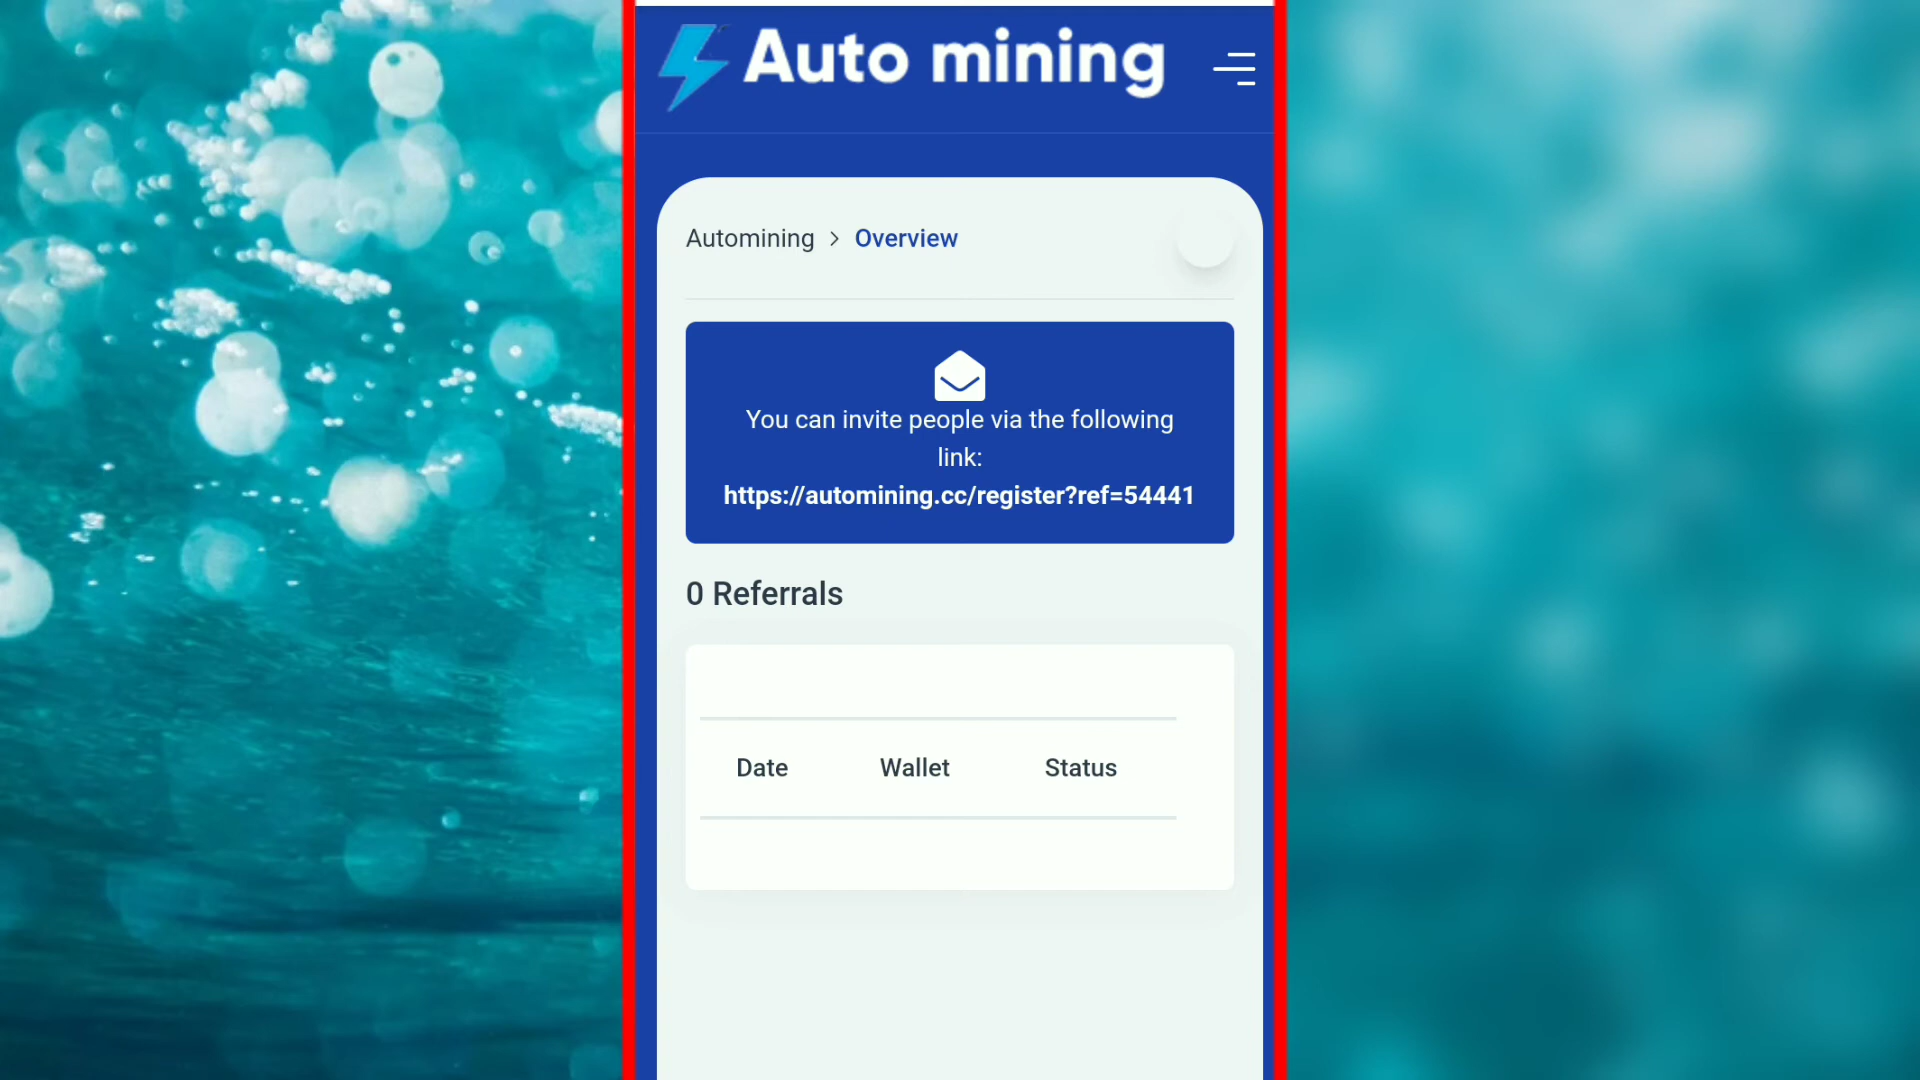 Auto mining
Automining > Overview
You can invite people via the following
link:
https://automining.cc/register?ref=54441
0 Referrals
Date Wallet Status